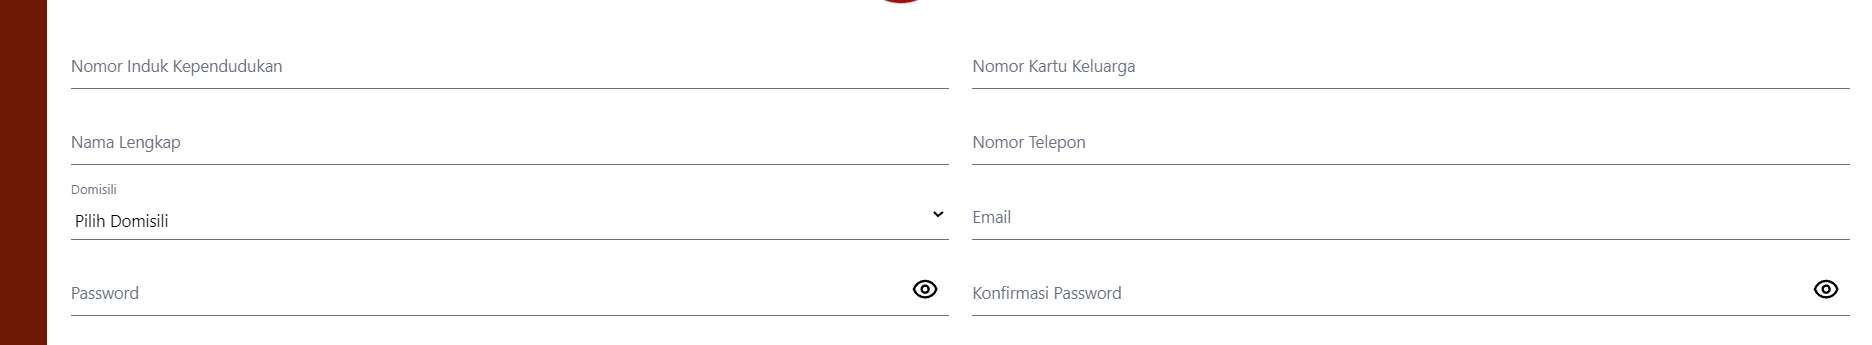 Nomor Induk Kependudukan
Nomor Kartu Keluarga
Nama Lengkap
Nomor Telepon
Domisili
Pilih Domisili
Email
Password
Konfirmasi Password